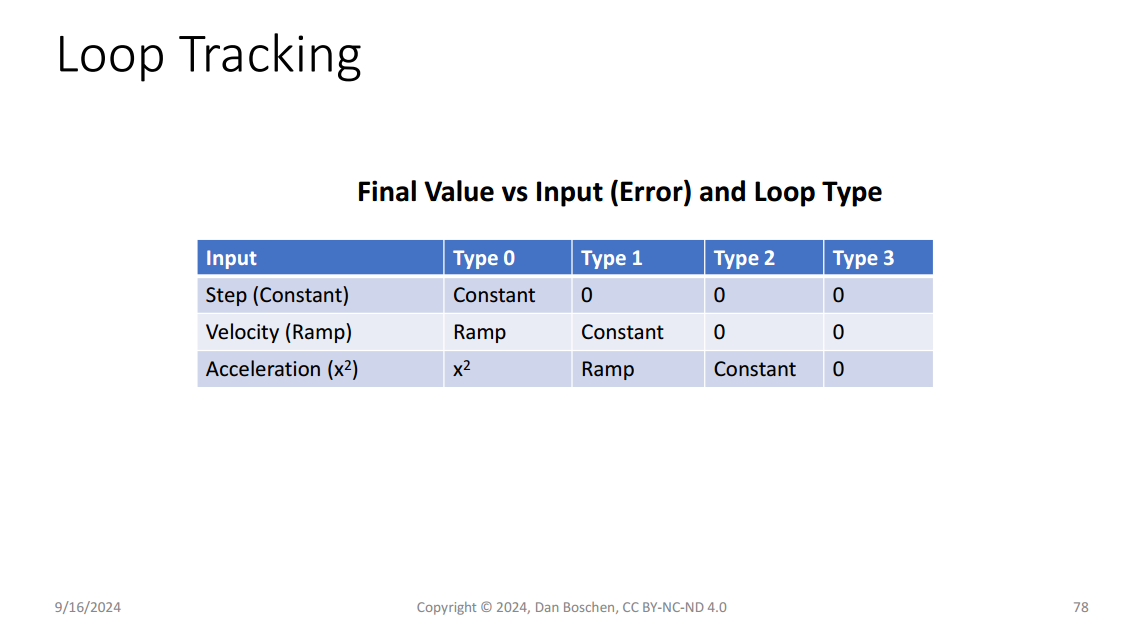 Loop Tracking
Final Value vs Input (Error) and Loop Type
Input Type 0 Type 1 Type 2 Type 3
Step (Constant) Constant 0 0 0
Velocity (Ramp) Ramp Constant 0 0
Acceleration (x²) x² Ramp Constant 0
9/16/2024 Copyright © 2024, Dan Boschen, CC BY-NC-ND 4.0 78